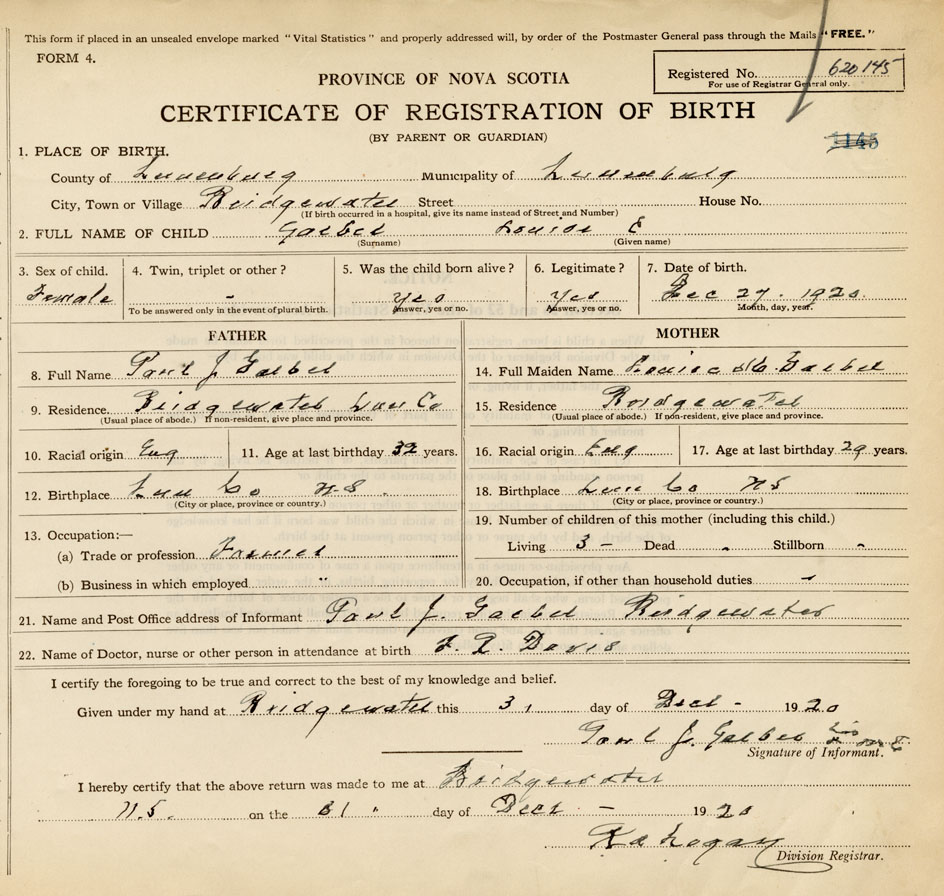 This form if placed in an unsealed envelope marked "Vital Statistics" and properly addressed will, by order of the Postmaster General pass through the Mails "FREE."
FORM 4.
PROVINCE OF NOVA SCOTIA
Registered No. 620145
For use of Registrar General only.
CERTIFICATE OF REGISTRATION OF BIRTH
(BY PARENT OR GUARDIAN)
1145
1. PLACE OF BIRTH.
County of Lunenburg Municipality of Lunenburg
City, Town or Village Bridgewater Street House No.
(If birth occurred in a hospital, give its name instead of Street and Number)
2. FULL NAME OF CHILD Gaebel Louise E
(Surname) (Given name)
3. Sex of child. 4. Twin, triplet or other? 5. Was the child born alive? 6. Legitimate? 7. Date of birth.
Female - Yes Yes Dec 27. 1920.
To be answered only in the event of plural birth. Answer, yes or no. Answer, yes or no. Month, day, year.
FATHER MOTHER
8. Full Name Paul J. Gaebel 14. Full Maiden Name Louise Gaebel
9. Residence. Bridgewater Lun Co 15. Residence Bridgewater
(Usual place of abode.) If non-resident, give place and province. (Usual place of abode.) If non-resident, give place and province.
10. Racial origin Eng 11. Age at last birthday 32 years. 16. Racial origin Eng 17. Age at last birthday 29 years.
12. Birthplace Lun Co N.S. 18. Birthplace Lun Co NS
(City or place, province or country.) (City or place, province or country.)
13. Occupation:— 19. Number of children of this mother (including this child.)
(a) Trade or profession Farmer Living 3 - Dead - Stillborn -
(b) Business in which employed " 20. Occupation, if other than household duties -
21. Name and Post Office address of Informant Paul J. Gaebel Bridgewater
22. Name of Doctor, nurse or other person in attendance at birth F. R. Davis
I certify the foregoing to be true and correct to the best of my knowledge and belief.
Given under my hand at Bridgewater this 31 day of Decr - 1920
Paul J. Gaebel
Signature of Informant.
I hereby certify that the above return was made to me at Bridgewater
N.S. on the 31 " day of Decr - 1920
Logan
Division Registrar.